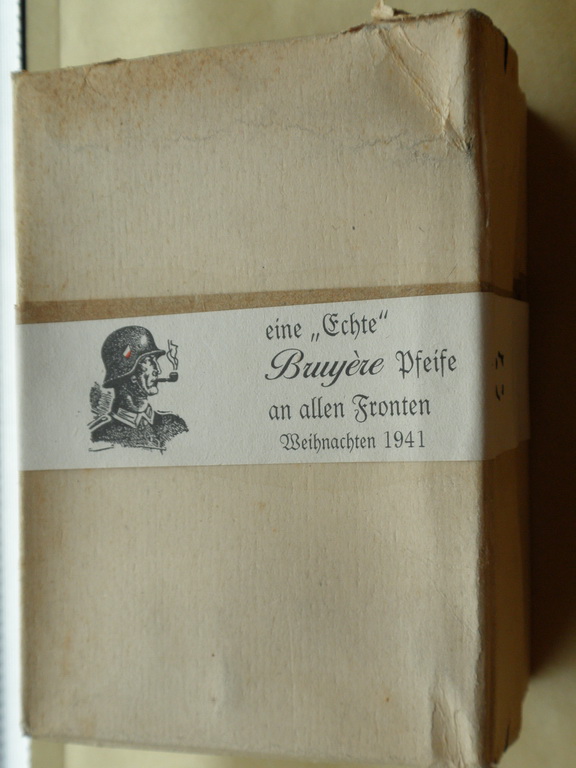 eine „Echte“
Bruyère Pfeife
an allen Fronten
Weihnachten 1941